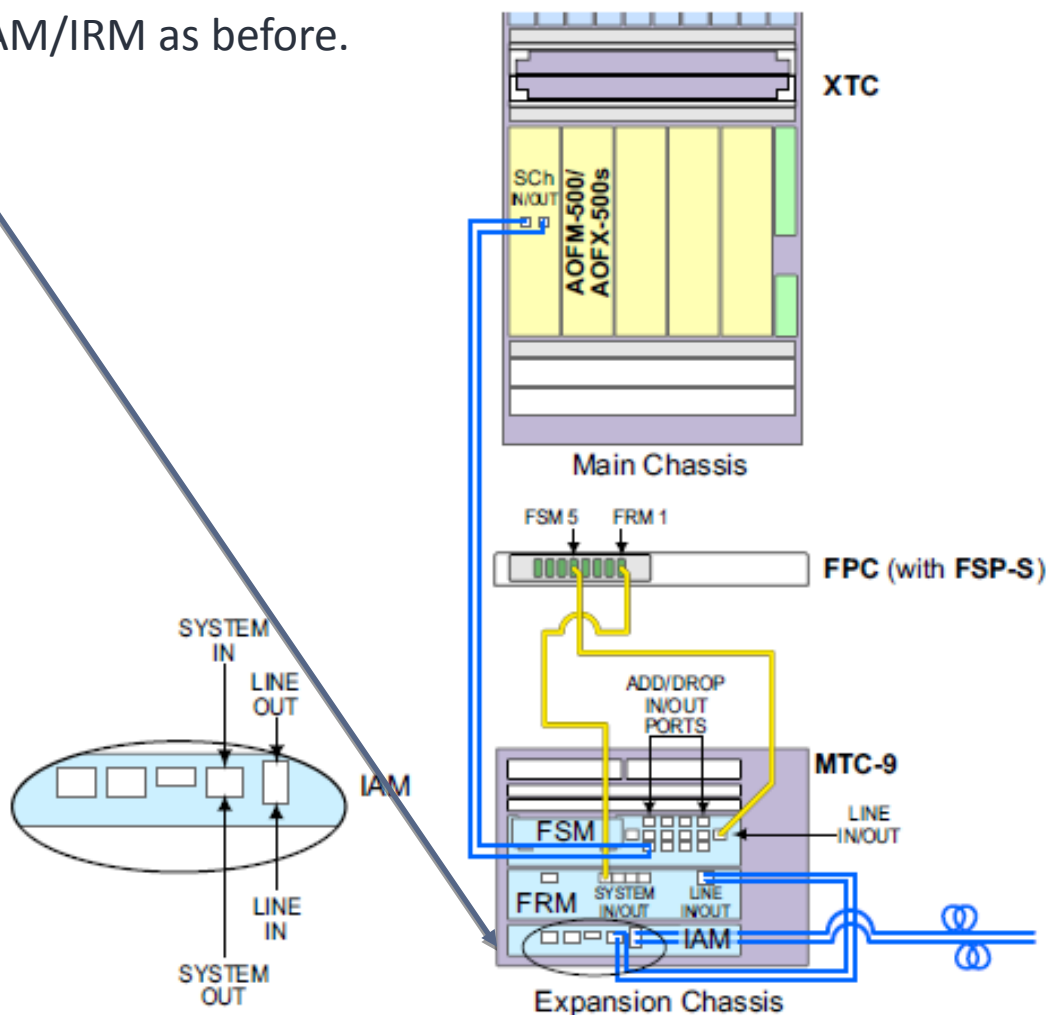 AM/IRM as before.
XTC
SCh
IN/OUT
AOFM-500/
AOFX-500s
Main Chassis
FSM 5
FRM 1
FPC (with FSP-S)
SYSTEM
IN
LINE
OUT
IAM
LINE
IN
SYSTEM
OUT
ADD/DROP
IN/OUT
PORTS
MTC-9
LINE
IN/OUT
FSM
FRM
SYSTEM
IN/OUT
LINE
IN/OUT
IAM
Expansion Chassis